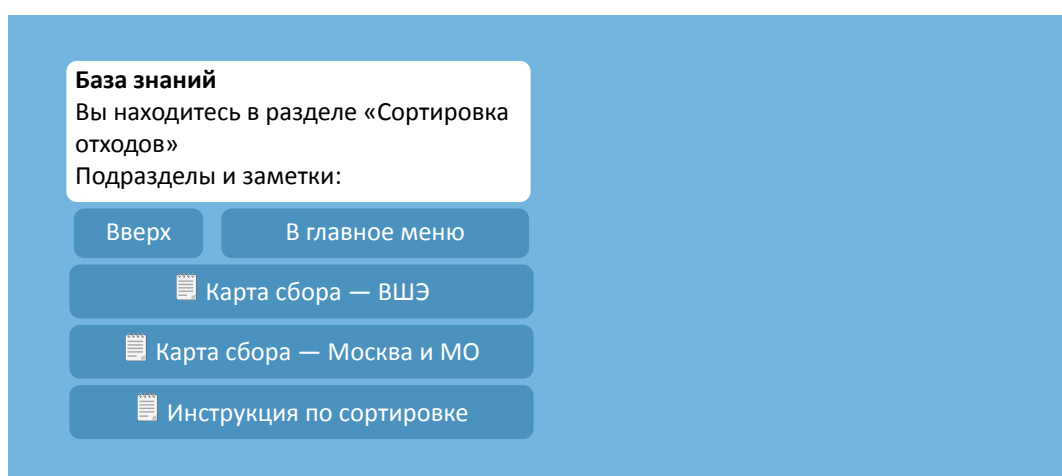 База знаний
Вы находитесь в разделе «Сортировка
отходов»
Подразделы и заметки:
Вверх
В главное меню
Карта сбора — ВШЭ
Карта сбора — Москва и МО
Инструкция по сортировке